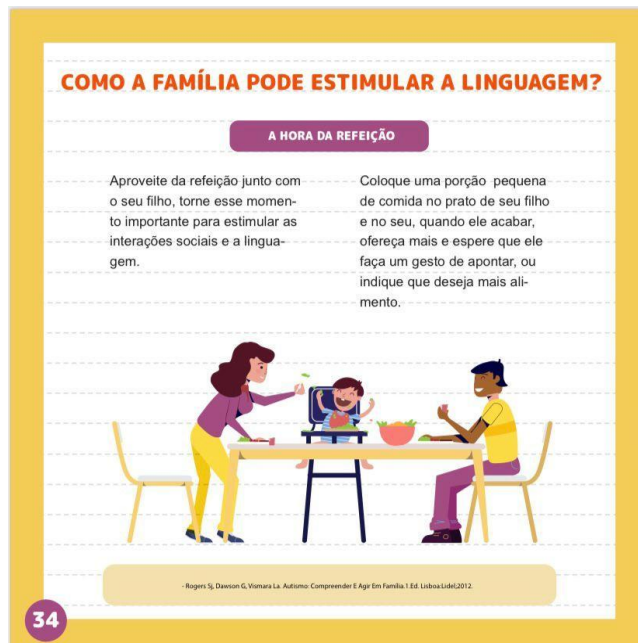 COMO A FAMÍLIA PODE ESTIMULAR A LINGUAGEM?
A HORA DA REFEIÇÃO
Aproveite da refeição junto com
o seu filho, torne esse momen-
to importante para estimular as
interações sociais e a lingua-
gem.
Coloque uma porção pequena
de comida no prato de seu filho
e no seu, quando ele acabar,
ofereça mais e espere que ele
faça um gesto de apontar, ou
indique que deseja mais ali-
mento.
- Rogers Sj, Dawson G, Vismara La. Autismo: Compreender E Agir Em Família.1.Ed. Lisboa:Lidel;2012.
34